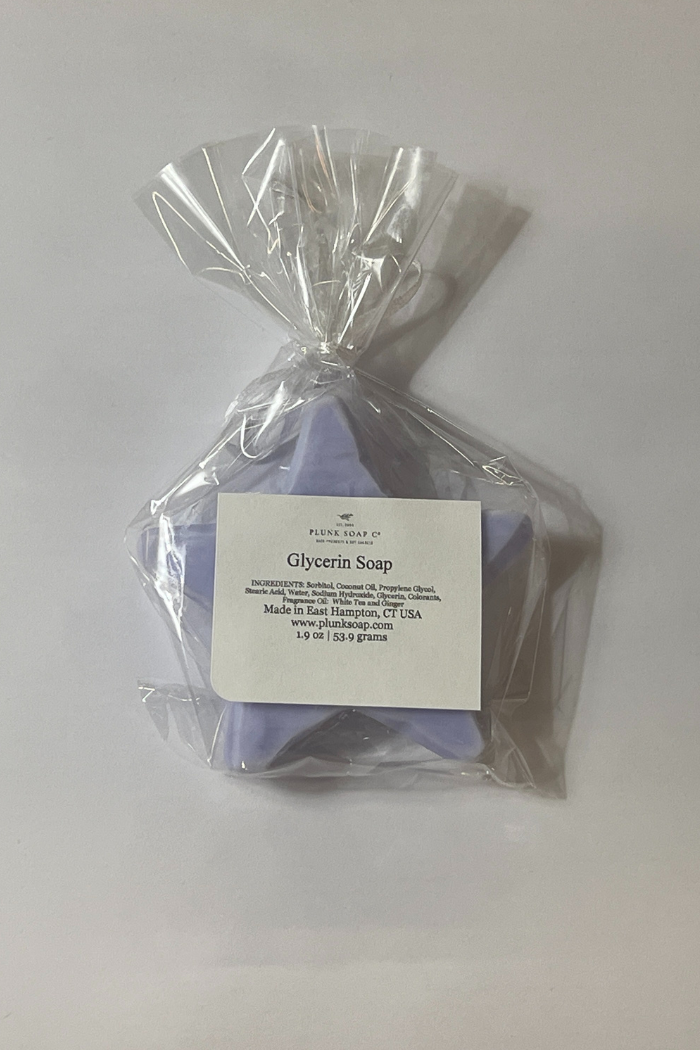 PLUNK SOAP Cº
Glycerin Soap
INGREDIENTS: Sorbitol, Coconut Oil, Propylene Glycol,
Stearic Acid, Water, Sodium Hydroxide, Glycerin, Colorants,
Fragrance Oil: White Tea and Ginger
Made in East Hampton, CT USA
www.plunksoap.com
1.9 oz | 53.9 grams